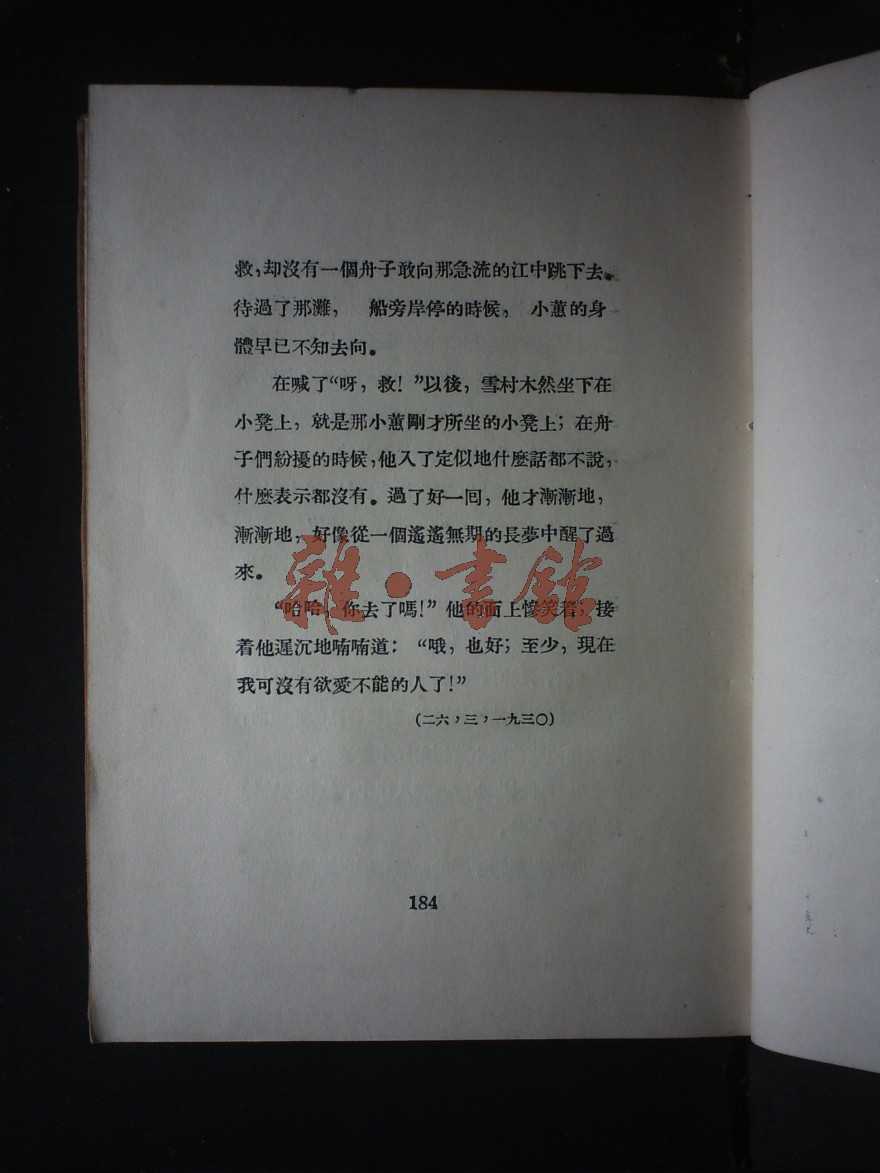 救,却沒有一個舟子敢向那急流的江中跳下去。
待過了那灘, 船旁岸停的時候, 小蕙的身
體早已不知去向。
在喊了“呀,救!”以後,雪村木然坐下在
小凳上,就是那小蕙剛才所坐的小凳上;在舟
子們紛擾的時候,他入了定似地什麼話都不說,
什麼表示都沒有。過了好一囘,他才漸漸地,
漸漸地,好像從一個遙遙無期的長夢中醒了過
來。
“哈哈,你去了嗎!”他的面上慘笑着,接
着他遲沉地喃喃道:“哦,也好;至少,現在
我可沒有欲愛不能的人了!”
(二六,三,一九三〇)
184
雜·書館